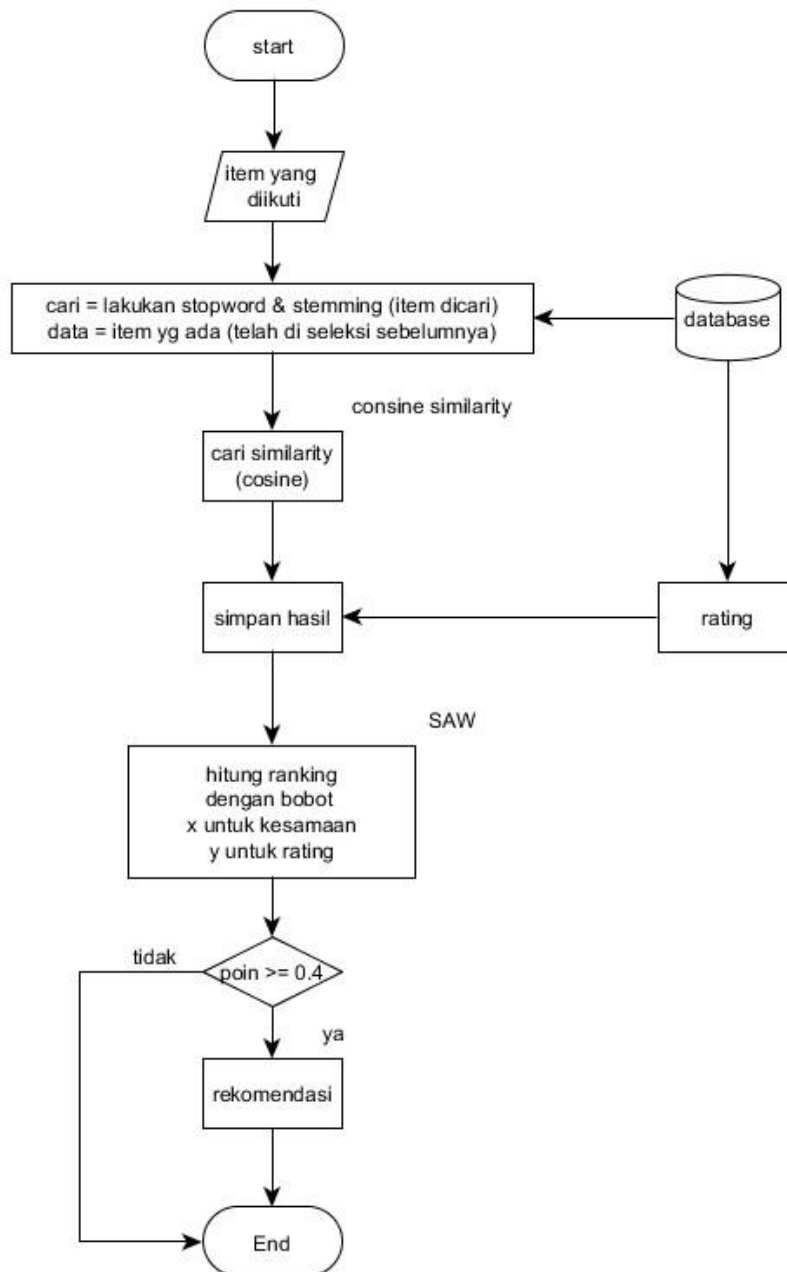 start
item yang
diikuti
cari = lakukan stopword & stemming (item dicari)
data = item yg ada (telah di seleksi sebelumnya)
database
consine similarity
cari similarity
(cosine)
simpan hasil
rating
SAW
hitung ranking
dengan bobot
x untuk kesamaan
y untuk rating
tidak
poin >= 0.4
ya
rekomendasi
End